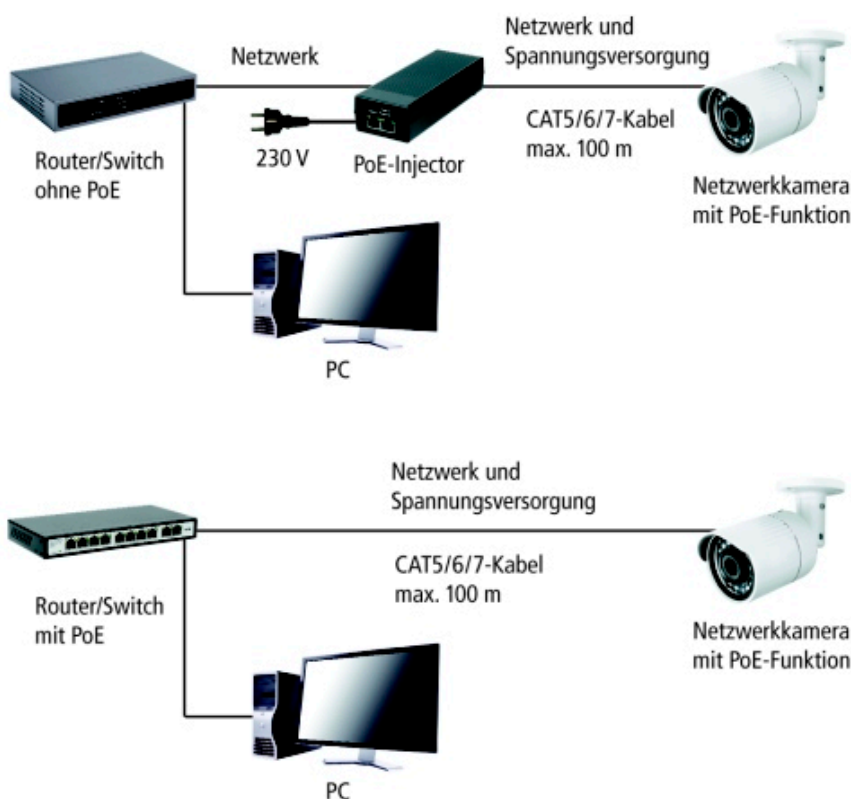 Netzwerk
Netzwerk und
Spannungsversorgung
Router/Switch
ohne PoE
230 V
PoE-Injector
CAT5/6/7-Kabel
max. 100 m
Netzwerkkamera
mit PoE-Funktion
PC
Netzwerk und
Spannungsversorgung
CAT5/6/7-Kabel
max. 100 m
Router/Switch
mit PoE
Netzwerkkamera
mit PoE-Funktion
PC